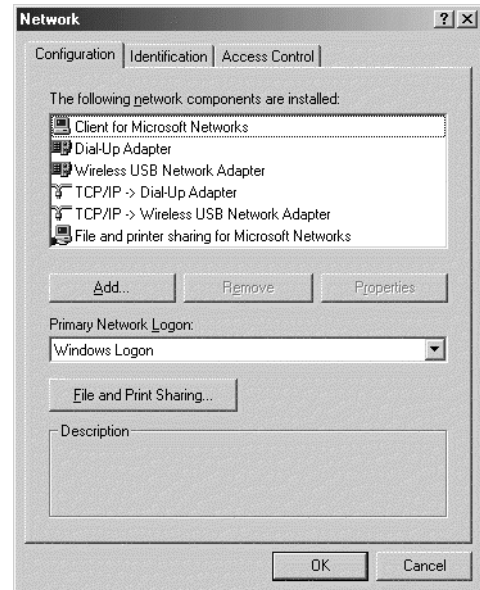 Network
Configuration Identification Access Control
The following network components are installed:
Client for Microsoft Networks
Dial-Up Adapter
Wireless USB Network Adapter
TCP/IP -> Dial-Up Adapter
TCP/IP -> Wireless USB Network Adapter
File and printer sharing for Microsoft Networks
Add... Remove Properties
Primary Network Logon:
Windows Logon
File and Print Sharing...
Description
OK Cancel